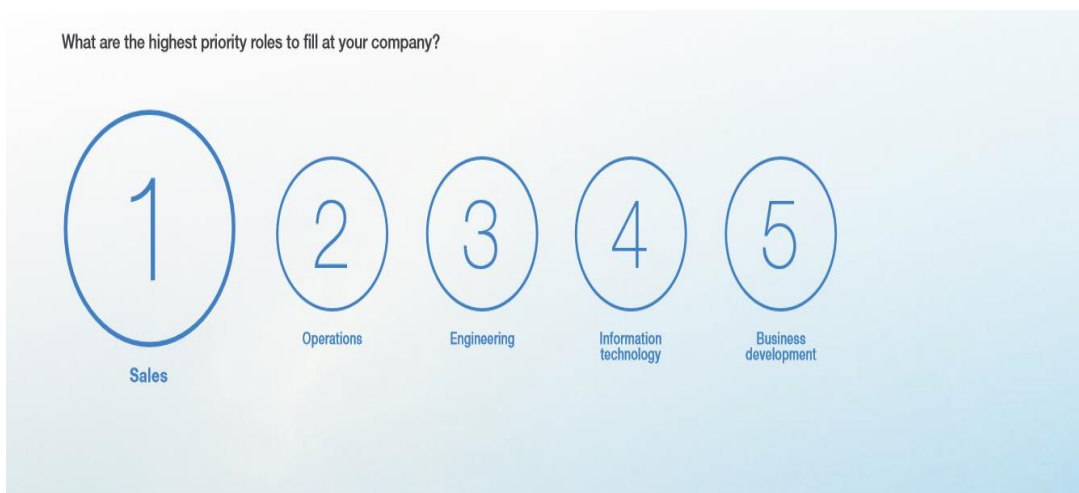 What are the highest priority roles to fill at your company?
1
2
3
4
5
Sales
Operations
Engineering
Information
technology
Business
development